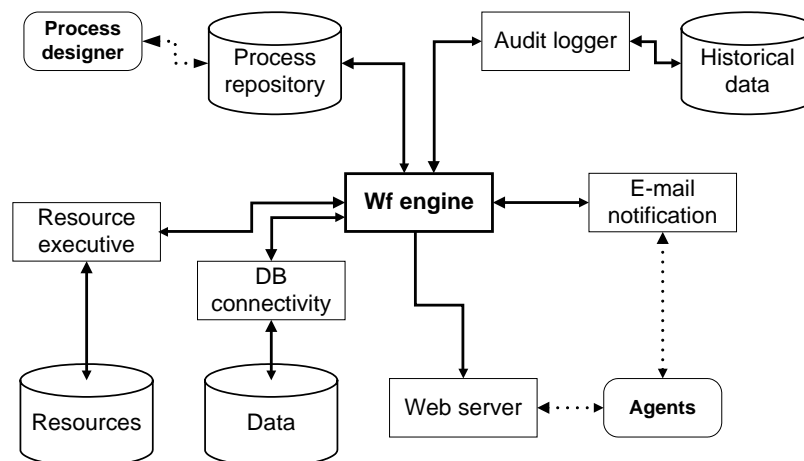 Process
designer
Process
repository
Audit logger
Historical
data
Wf engine
E-mail
notification
Resource
executive
DB
connectivity
Resources
Data
Web server
Agents